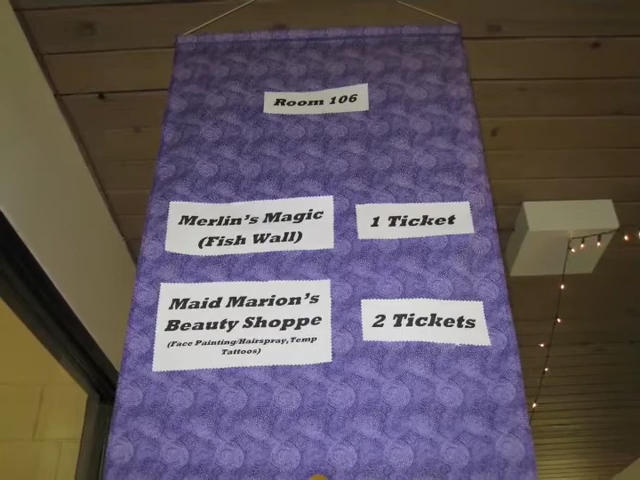 Room 106
Merlin's Magic
(Fish Wall)
1 Ticket
Maid Marion's
Beauty Shoppe
(Face Painting/Hairspray, Temp
Tattoos)
2 Tickets